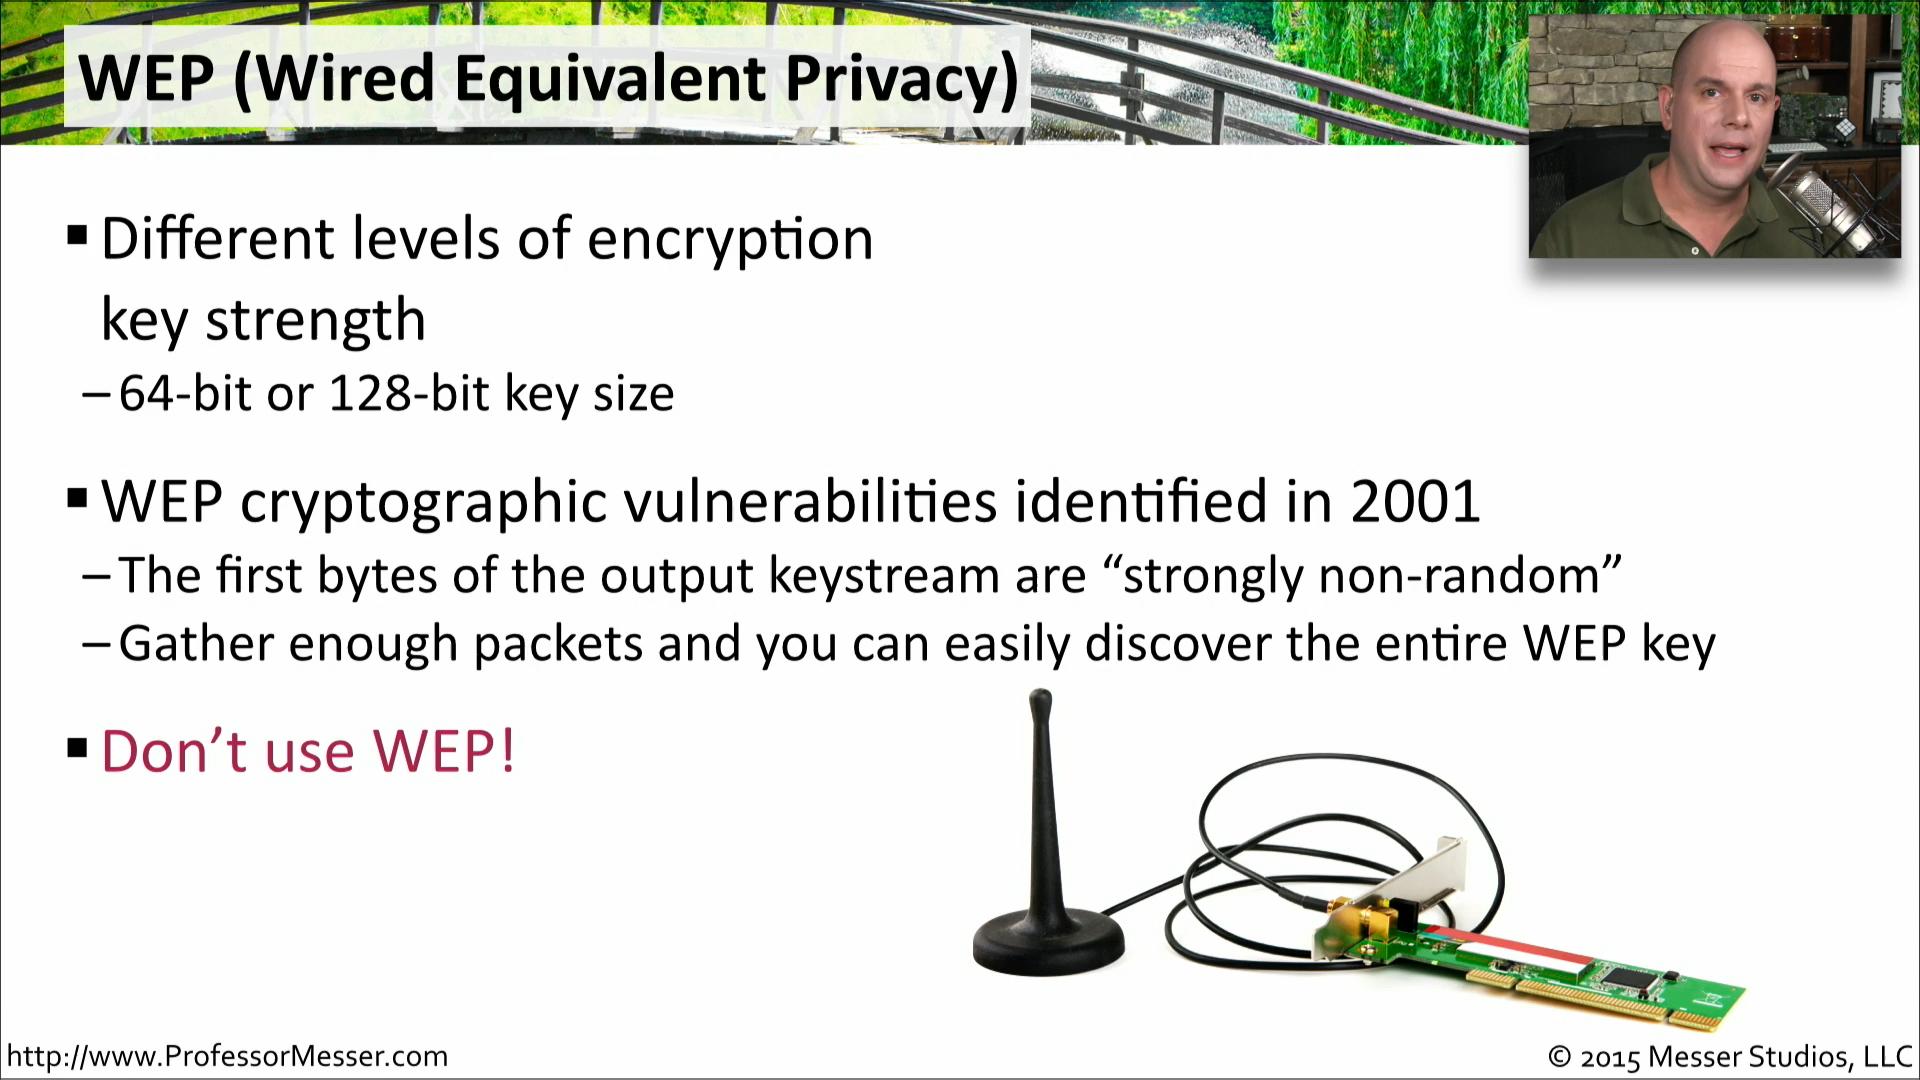 WEP (Wired Equivalent Privacy)
▪ Different levels of encryption
key strength
– 64-bit or 128-bit key size
▪ WEP cryptographic vulnerabilities identified in 2001
– The first bytes of the output keystream are “strongly non-random”
– Gather enough packets and you can easily discover the entire WEP key
▪ Don’t use WEP!
http://www.ProfessorMesser.com
© 2015 Messer Studios, LLC